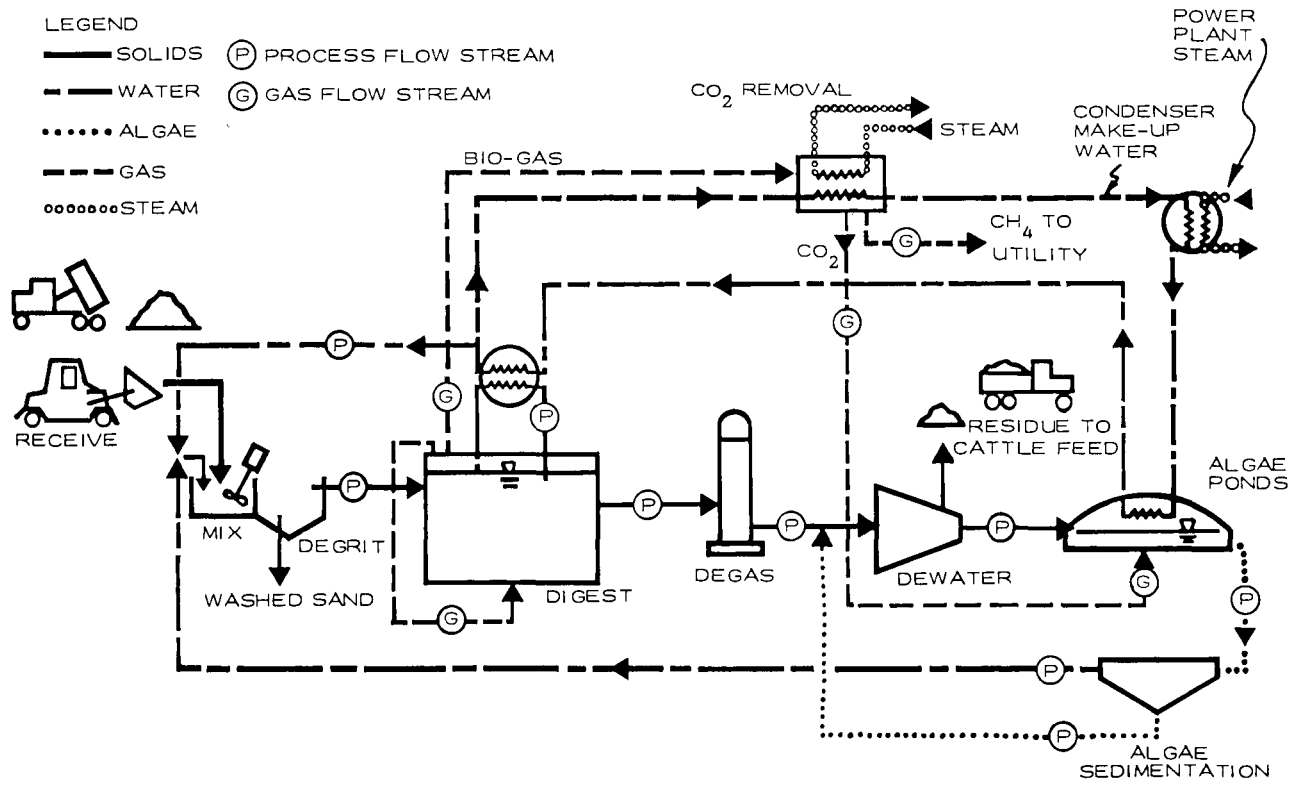 LEGEND
SOLIDS
WATER
ALGAE
GAS
STEAM
P PROCESS FLOW STREAM
G GAS FLOW STREAM
POWER
PLANT
STEAM
CO2 REMOVAL
STEAM
CONDENSER
MAKE-UP
WATER
BIO-GAS
CH4 TO
UTILITY
CO2
G
G
P
RECEIVE
G
P
RESIDUE TO
CATTLE FEED
ALGAE
PONDS
MIX
DEGRIT
P
WASHED SAND
DIGEST
G
P
DEGAS
P
DEWATER
P
G
P
P
P
ALGAE
SEDIMENTATION